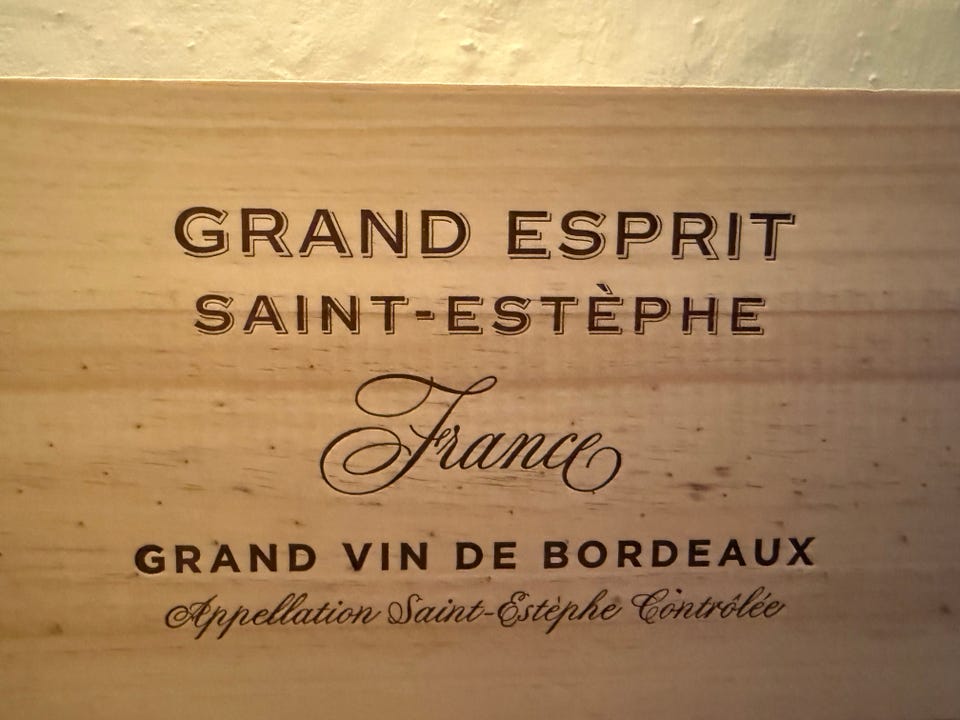 GRAND ESPRIT
SAINT-ESTÈPHE
France
GRAND VIN DE BORDEAUX
Appellation Saint-Estèphe Contrôlée